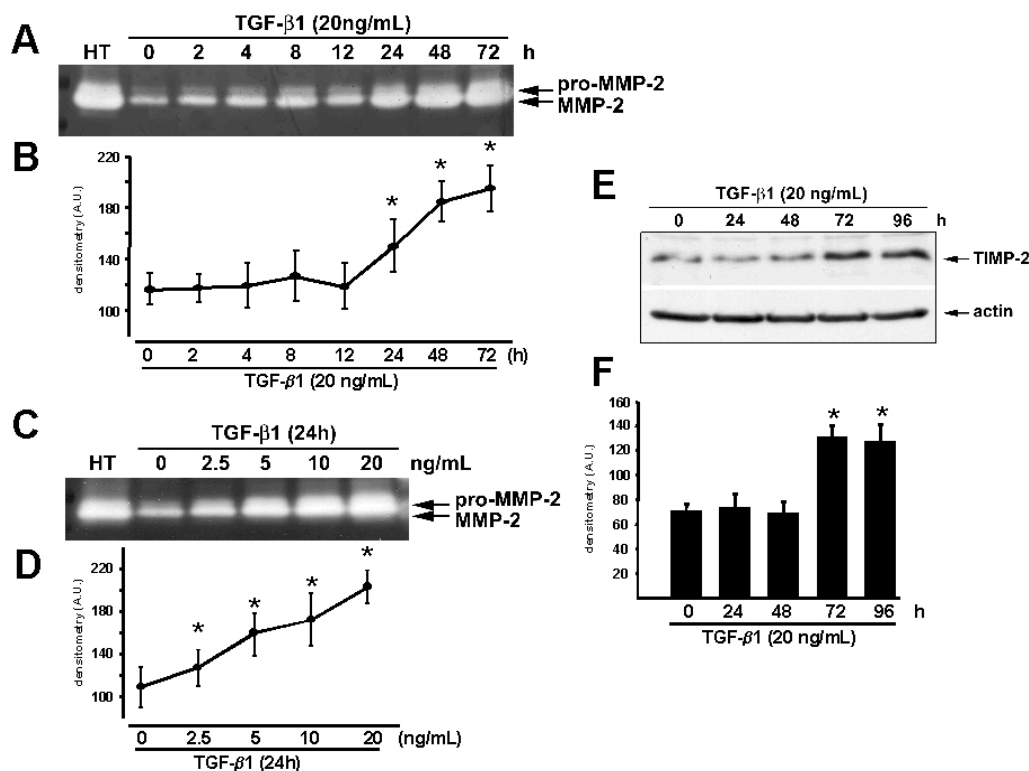 A
TGF-β1 (20ng/mL)
HT 0 2 4 8 12 24 48 72 h
pro-MMP-2
MMP-2
B
densitometry (A.U.)
220
180
140
100
* * *
0 2 4 8 12 24 48 72 (h)
TGF-β1 (20 ng/mL)
C
TGF-β1 (24h)
HT 0 2.5 5 10 20 ng/mL
pro-MMP-2
MMP-2
D
densitometry (A.U.)
220
180
140
100
* * * *
0 2.5 5 10 20 (ng/mL)
TGF-β1 (24h)
E
TGF-β1 (20 ng/mL)
0 24 48 72 96 h
TIMP-2
actin
F
densitometry (A.U.)
160
140
120
100
80
60
40
20
* *
0 24 48 72 96 h
TGF-β1 (20 ng/mL)